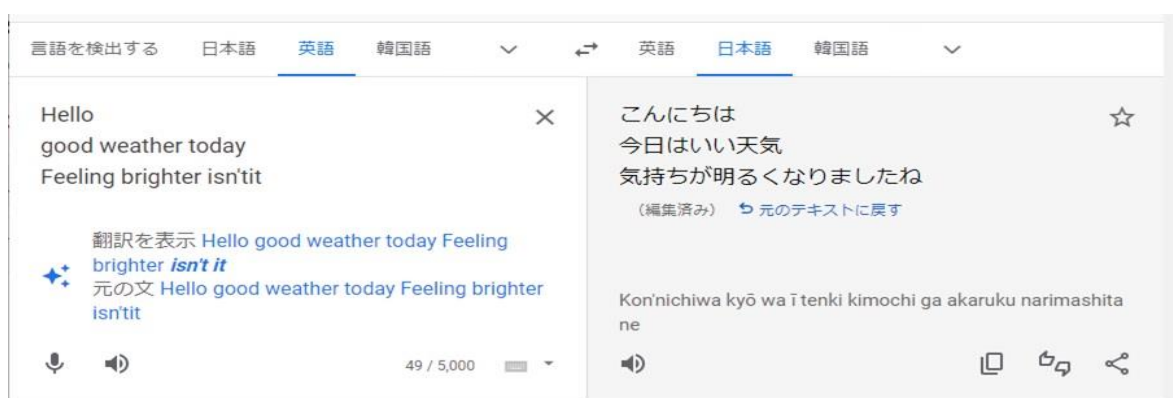 言語を検出する 日本語 英語 韓国語 英語 日本語 韓国語
Hello
good weather today
Feeling brighter isn'tit
翻訳を表示 Hello good weather today Feeling
brighter isn't it
元の文 Hello good weather today Feeling brighter
isn'tit
49 / 5,000
こんにちは
今日はいい天気
気持ちが明るくなりましたね
(編集済み) 元のテキストに戻す
Kon'nichiwa kyō wa ī tenki kimochi ga akaruku narimashita
ne